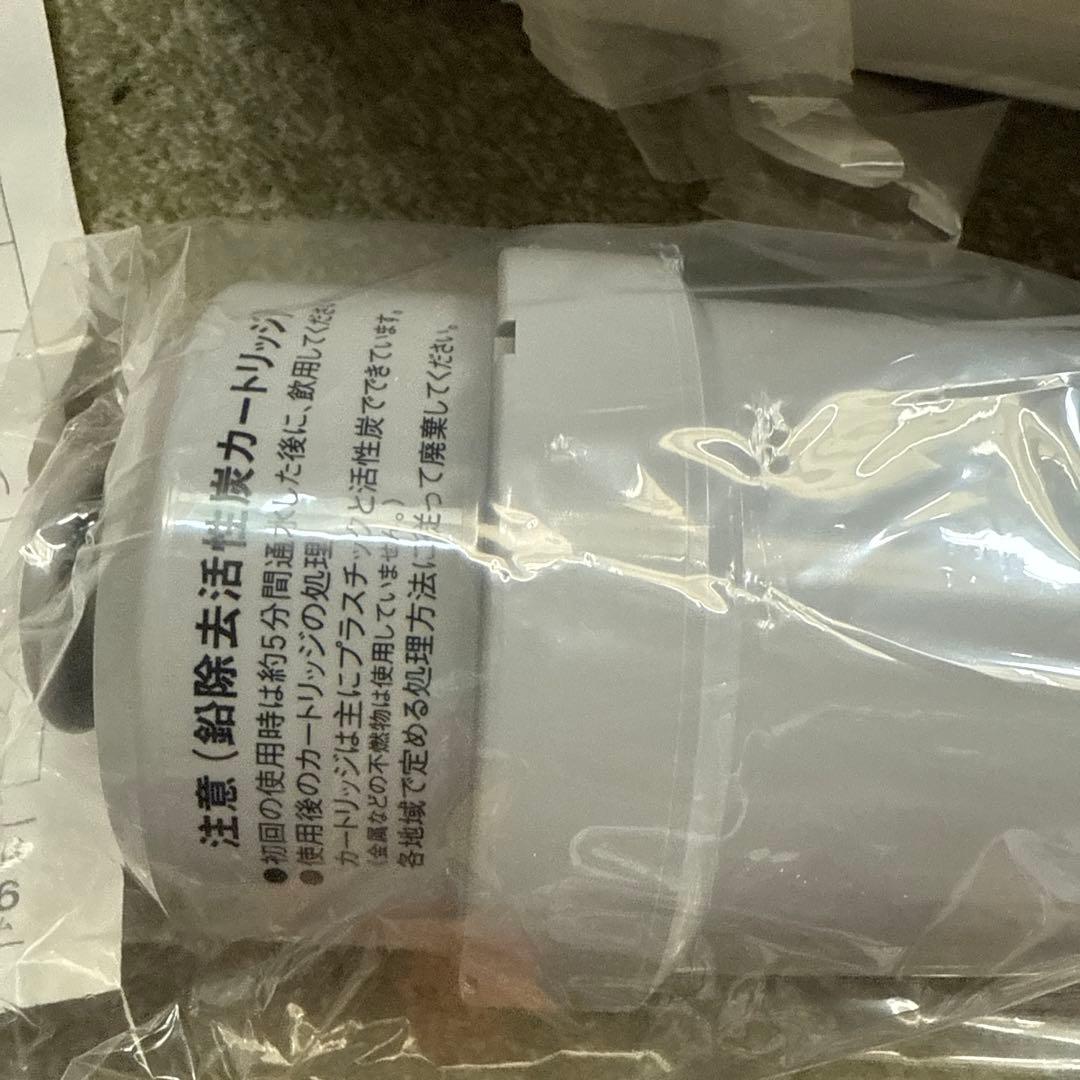 注意(鉛除去活性炭カートリッジ)
●初回の使用時は約5分間通水した後に、飲用してください
●使用後のカートリッジの処理
カートリッジは主にプラスチックと活性炭でできています。
(金属などの不燃物は使用していません。)
各地域で定める処理方法に従って廃棄してください。